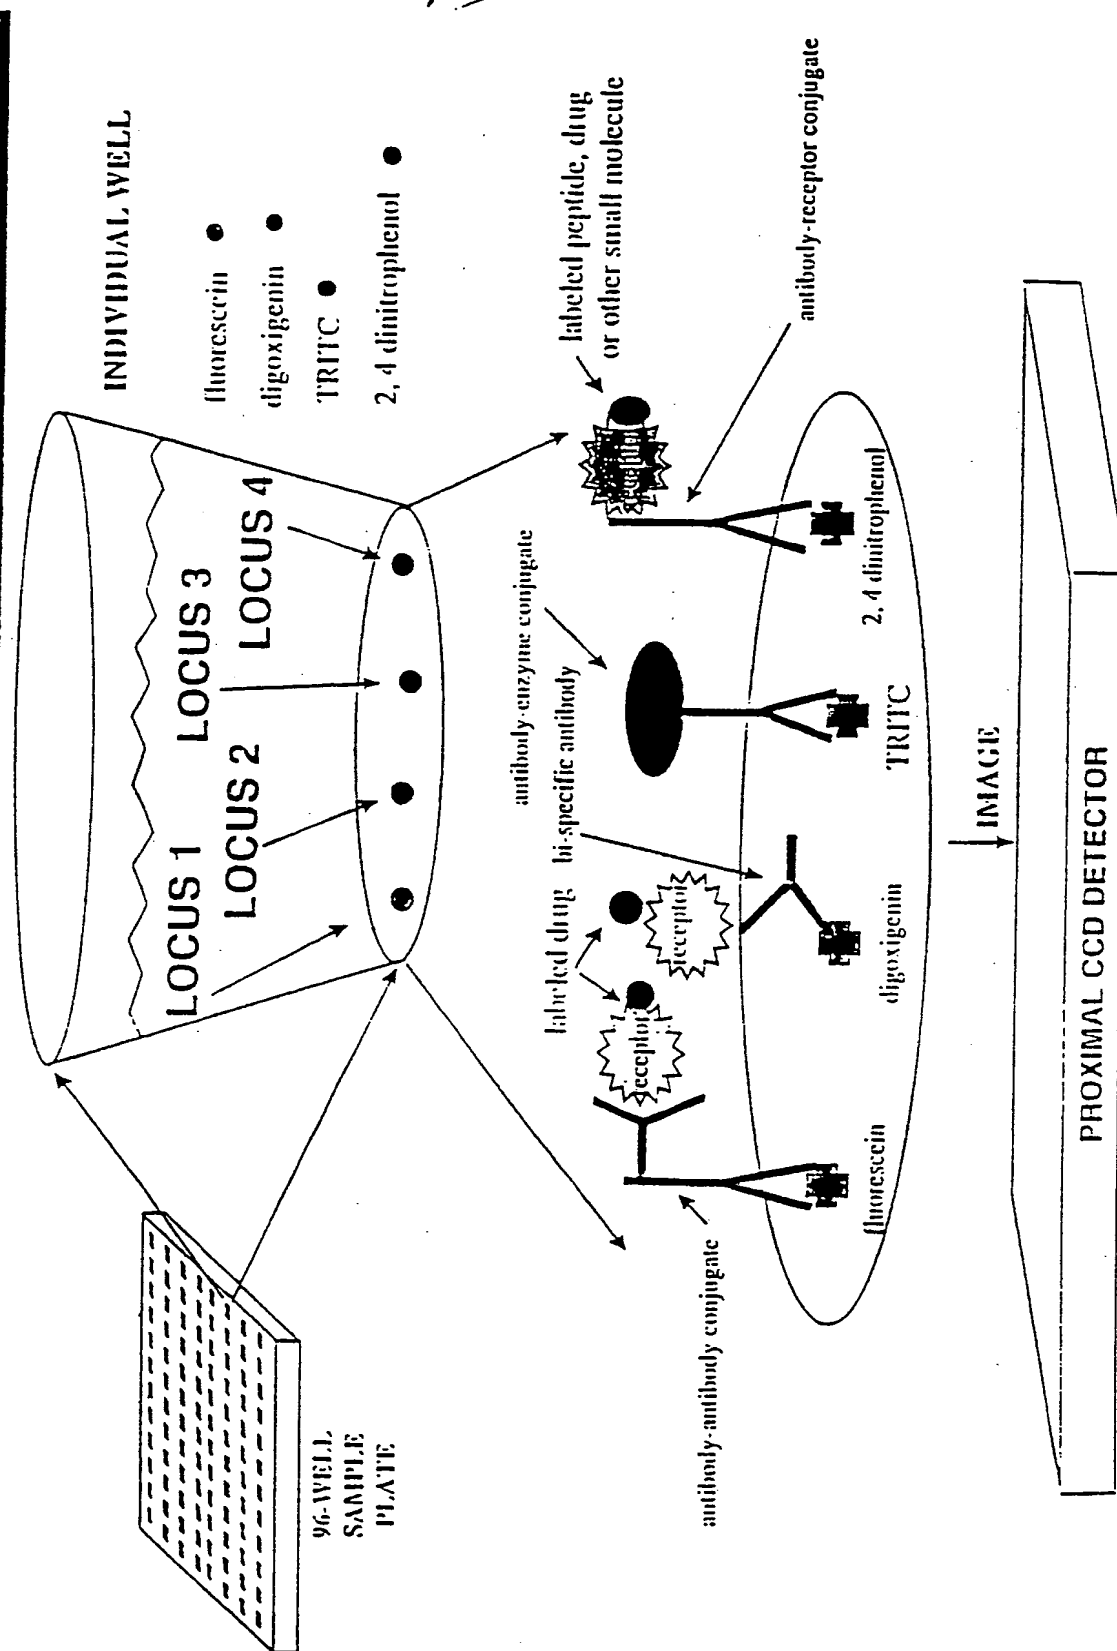 INDIVIDUAL WELL
fluorescein
digoxigenin
TRITC
2, 4 dinitrophenol
LOCUS 1
LOCUS 2
LOCUS 3
LOCUS 4
96-WELL
SAMPLE
PLATE
labeled peptide, drug
or other small molecule
antibody-receptor conjugate
antibody-enzyme conjugate
bi-specific antibody
labeled drug
receptor
receptor
antibody-antibody conjugate
fluorescein
digoxigenin
TRITC
2, 4 dinitrophenol
IMAGE
PROXIMAL CCD DETECTOR